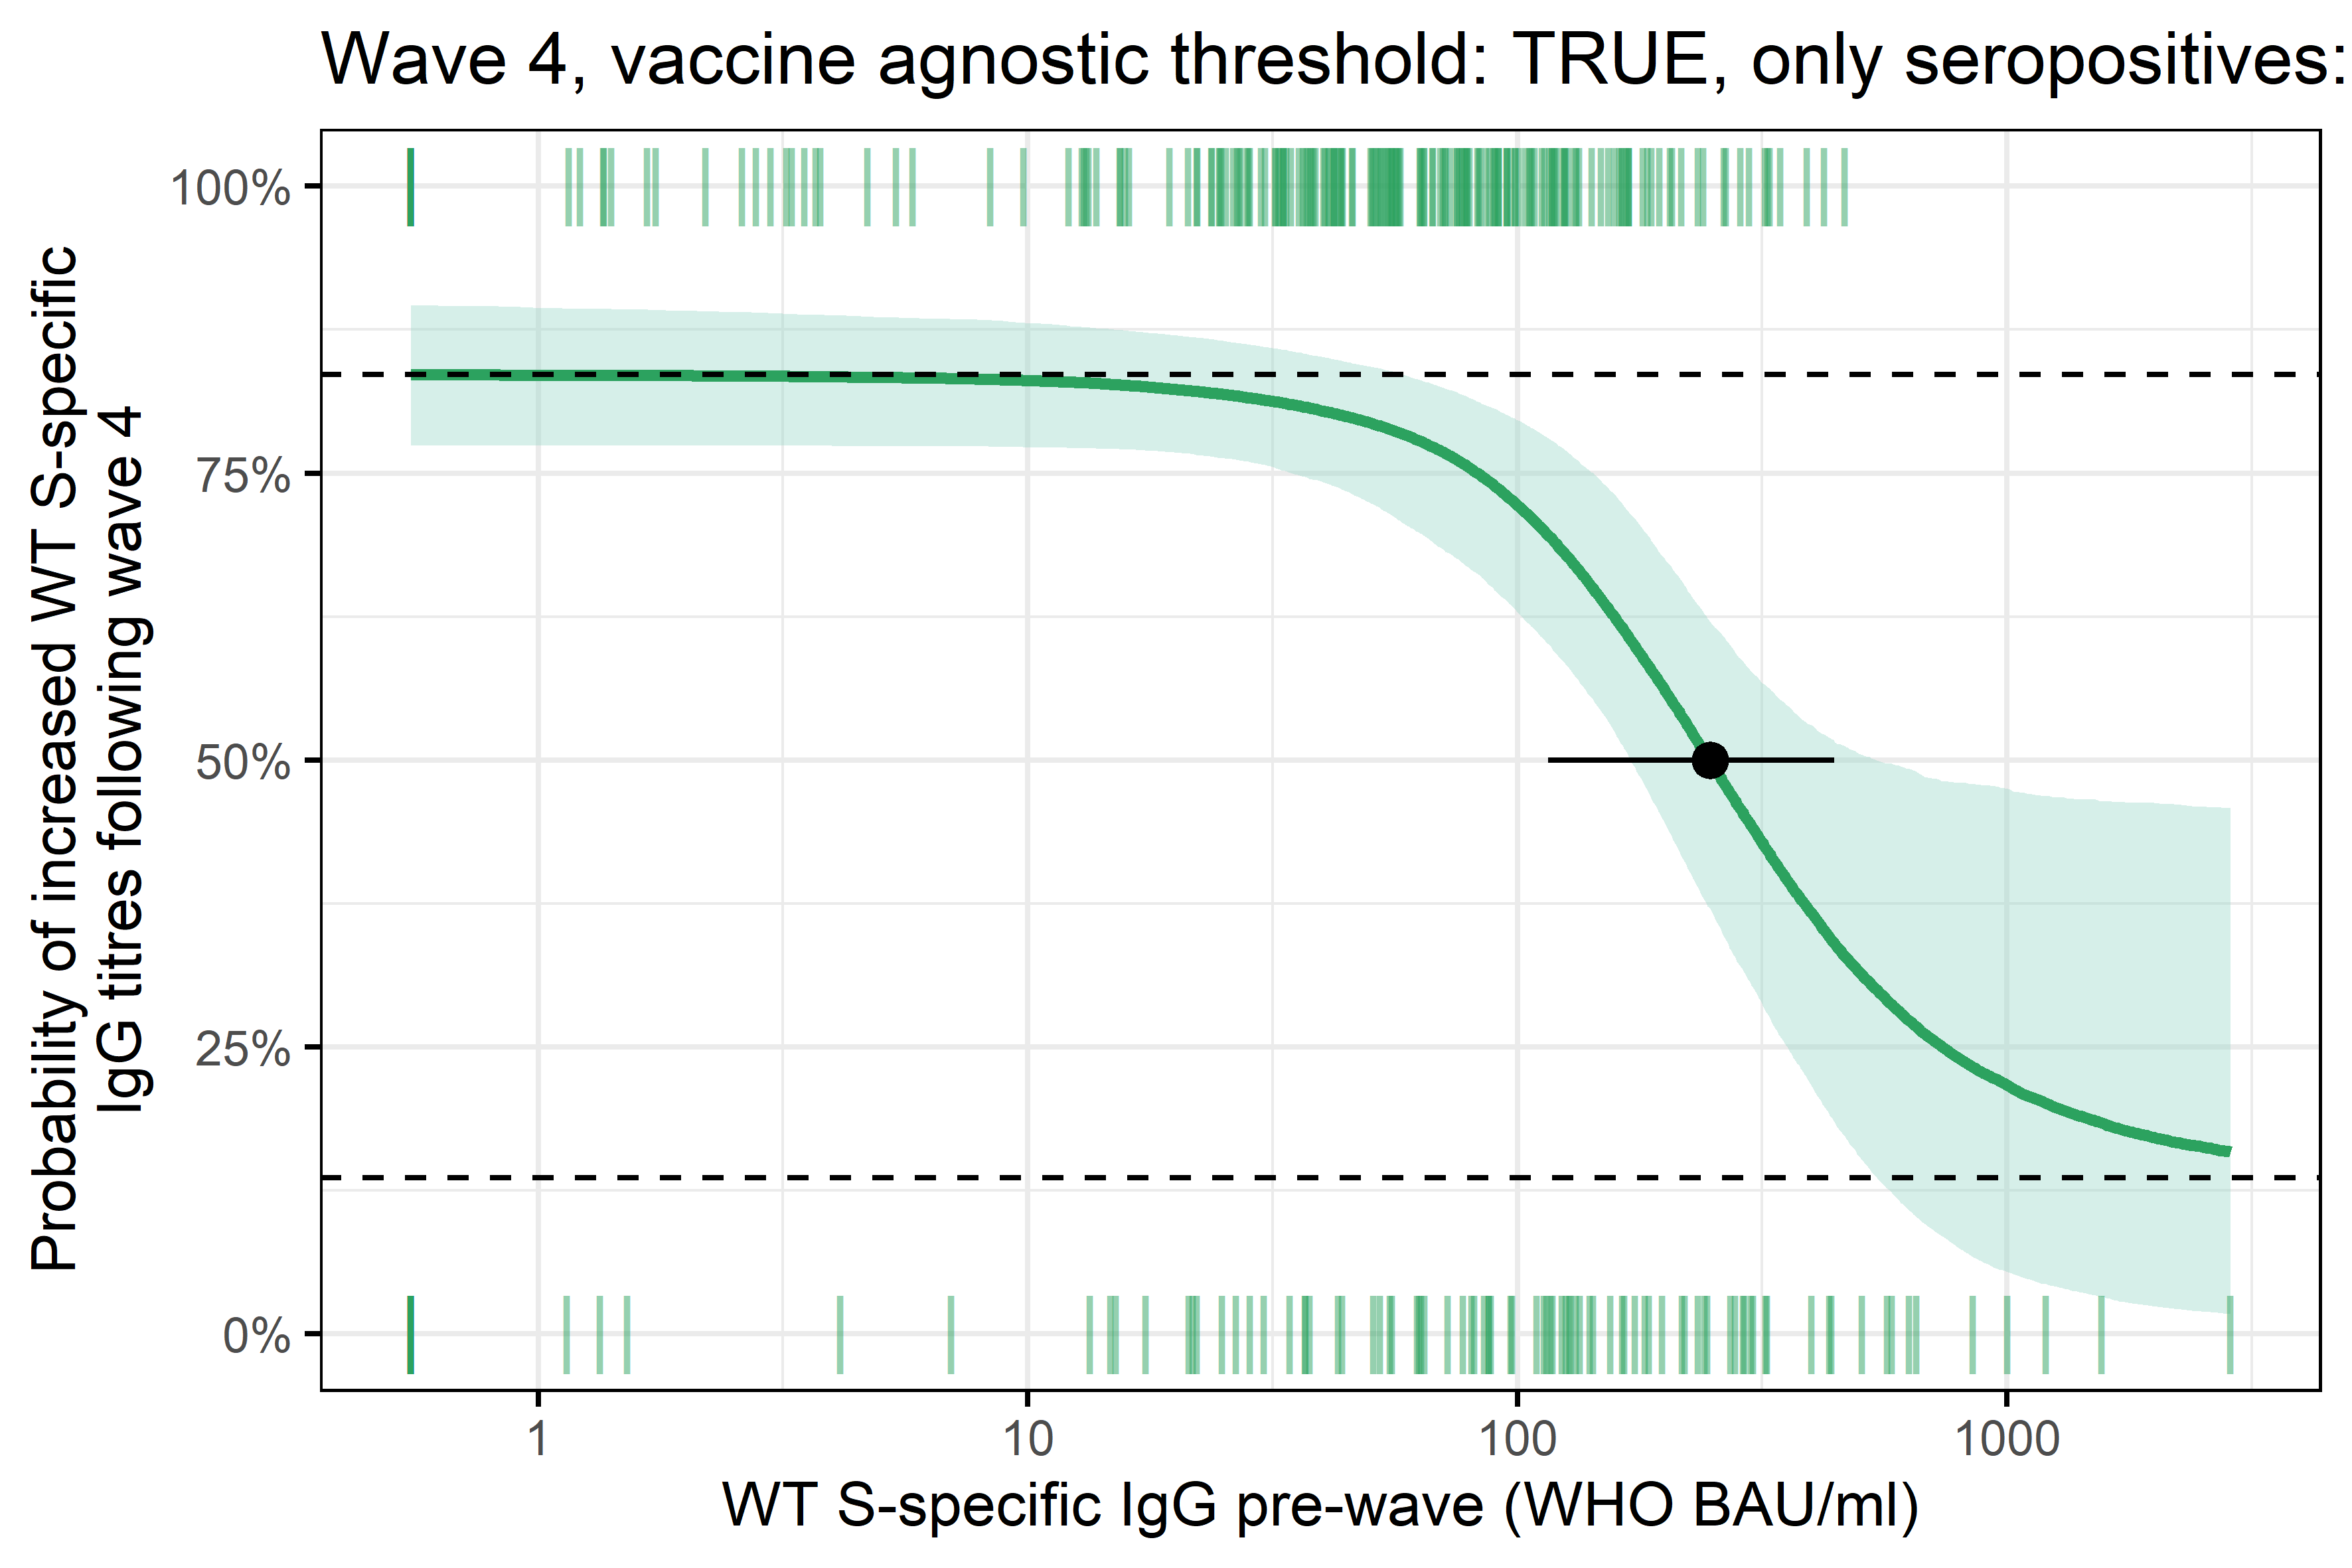 Wave 4, vaccine agnostic threshold: TRUE, only seropositives:
Probability of increased WT S-specific
IgG titres following wave 4
100%
75%
50%
25%
0%
1
10
100
1000
WT S-specific IgG pre-wave (WHO BAU/ml)